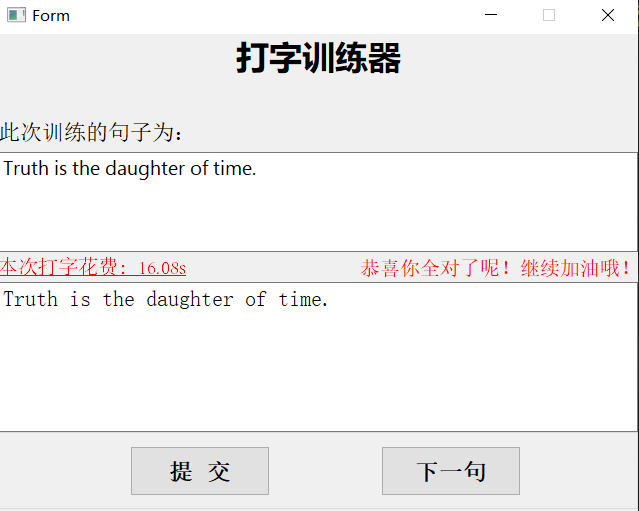 Form
打字训练器
此次训练的句子为：
Truth is the daughter of time.
本次打字花费：16.08s
恭喜你全对了呢！继续加油哦！
Truth is the daughter of time.
提 交
下一句